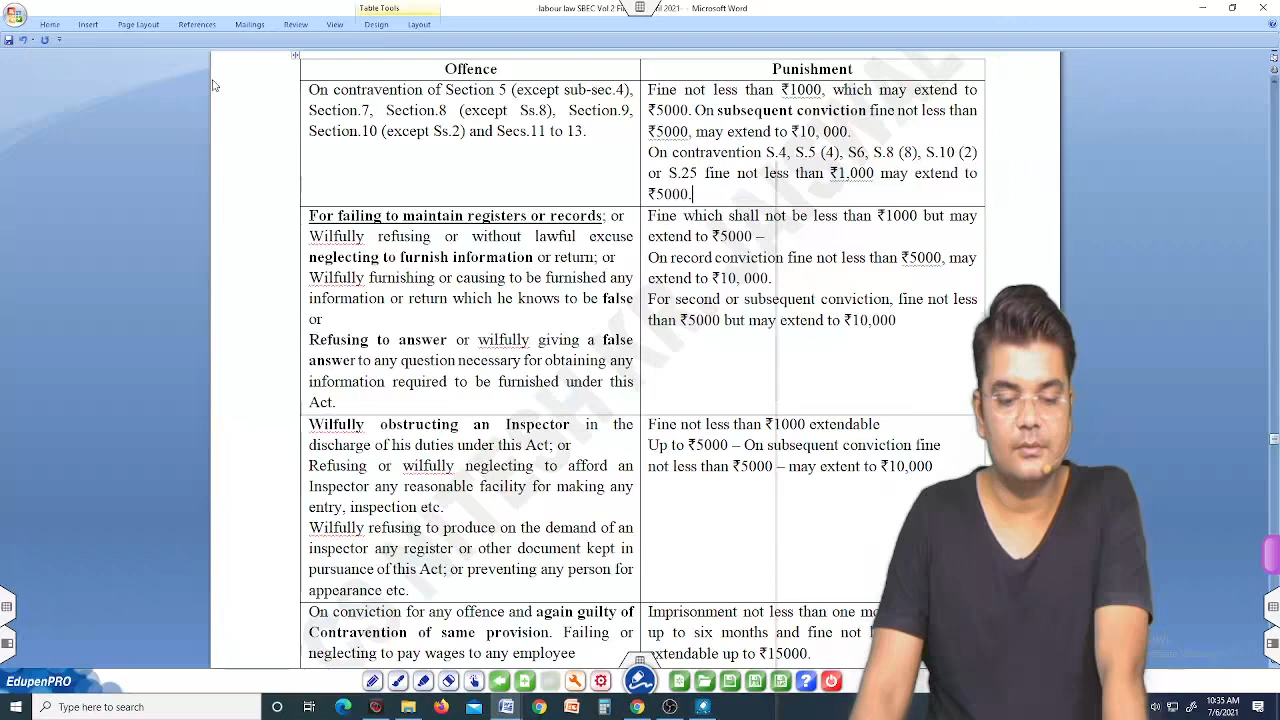 Table Tools
-labour law SBEC Vol 2 Fi
2021- - Microsoft Word
Home Insert Page Layout References Mailings Review View Design Layout
Offence Punishment
On contravention of Section 5 (except sub-sec.4),
Section.7, Section.8 (except Ss.8), Section.9,
Section.10 (except Ss.2) and Secs.11 to 13.
Fine not less than ₹1000, which may extend to
₹5000. On subsequent conviction fine not less than
₹5000, may extend to ₹10, 000.
On contravention S.4, S.5 (4), S6, S.8 (8), S.10 (2)
or S.25 fine not less than ₹1,000 may extend to
₹5000.
For failing to maintain registers or records; or
Wilfully refusing or without lawful excuse
neglecting to furnish information or return; or
Wilfully furnishing or causing to be furnished any
information or return which he knows to be false
or
Refusing to answer or wilfully giving a false
answer to any question necessary for obtaining any
information required to be furnished under this
Act.
Fine which shall not be less than ₹1000 but may
extend to ₹5000 –
On record conviction fine not less than ₹5000, may
extend to ₹10, 000.
For second or subsequent conviction, fine not less
than ₹5000 but may extend to ₹10,000
Wilfully obstructing an Inspector in the
discharge of his duties under this Act; or
Refusing or wilfully neglecting to afford an
Inspector any reasonable facility for making any
entry, inspection etc.
Wilfully refusing to produce on the demand of an
inspector any register or other document kept in
pursuance of this Act; or preventing any person for
appearance etc.
Fine not less than ₹1000 extendable
Up to ₹5000 – On subsequent conviction fine
not less than ₹5000 – may extent to ₹10,000
On conviction for any offence and again guilty of
Contravention of same provision. Failing or
neglecting to pay wages to any employee
Imprisonment not less than one mo
up to six months and fine not l
extendable up to ₹15000.
EdupenPRO
Type here to search
10:35 AM
7/6/2021